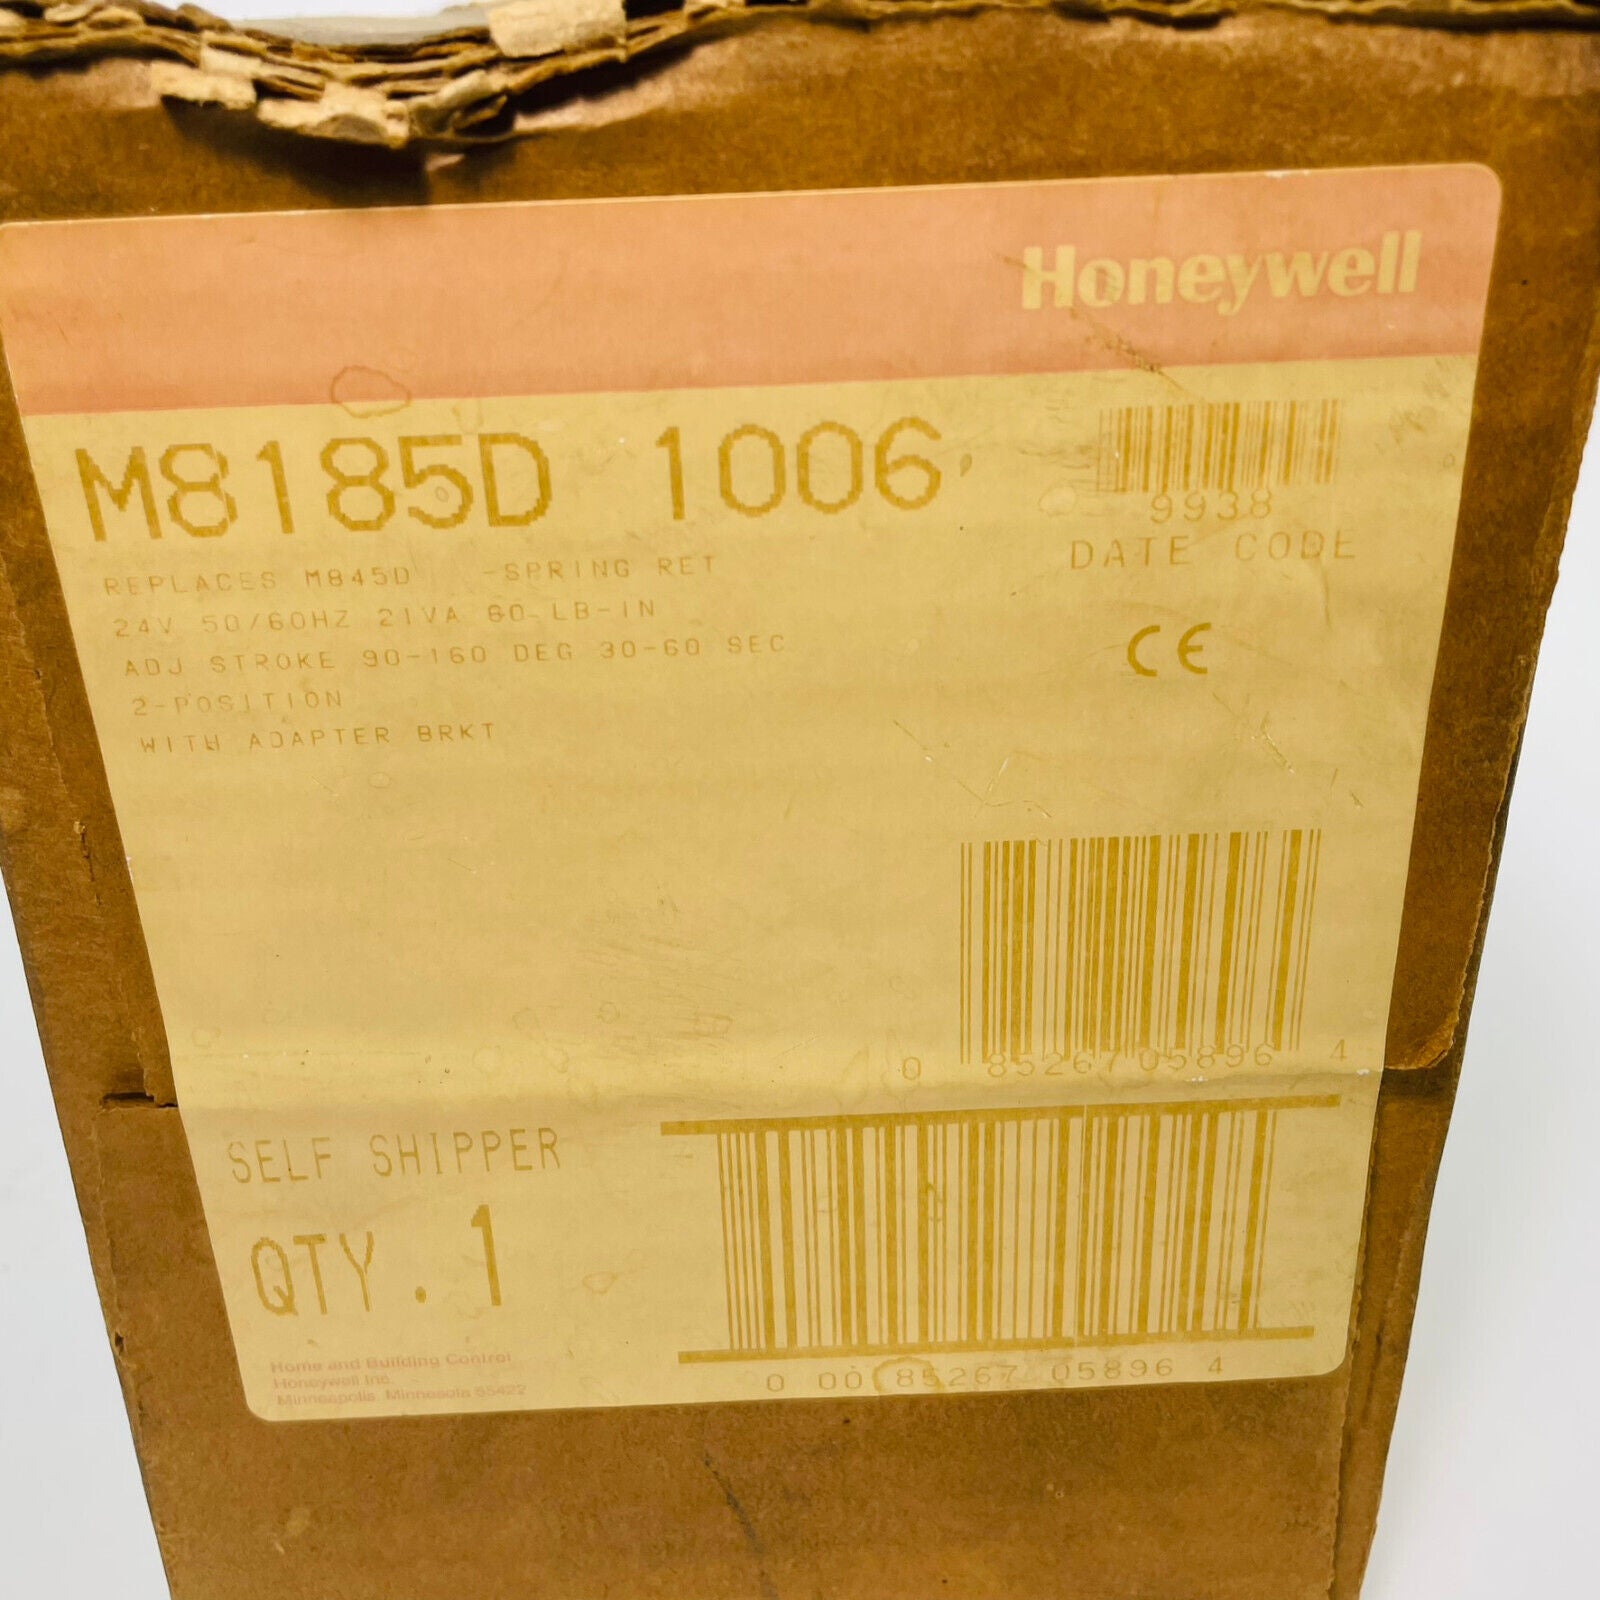 Honeywell
M8185D 1006
9938
DATE CODE
REPLACES M845D -SPRING RET
24V 50/60HZ 21VA 60 LB-IN
ADJ STROKE 90-160 DEG 30-60 SEC
2-POSITION
WITH ADAPTER BRKT
CE
0 85267 05896 4
SELF SHIPPER
QTY. 1
0 00 85267 05896 4
Home and Building Control
Honeywell Inc.
Minneapolis, Minnesota 55422